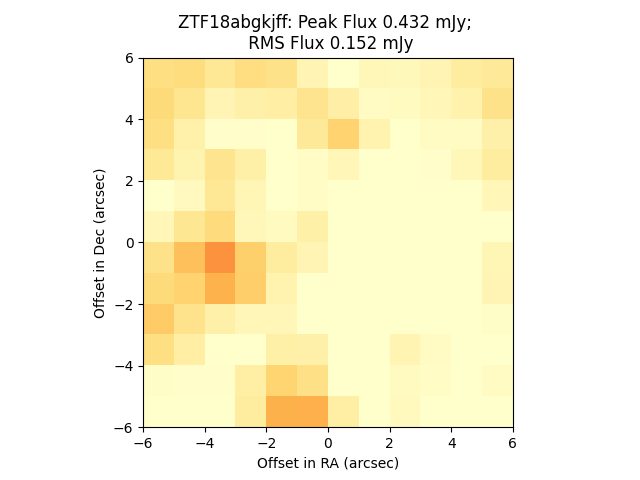 ZTF18abgkjff: Peak Flux 0.432 mJy;
RMS Flux 0.152 mJy
6
4
2
0
−2
−4
−6
Offset in Dec (arcsec)
−6 −4 −2 0 2 4 6
Offset in RA (arcsec)